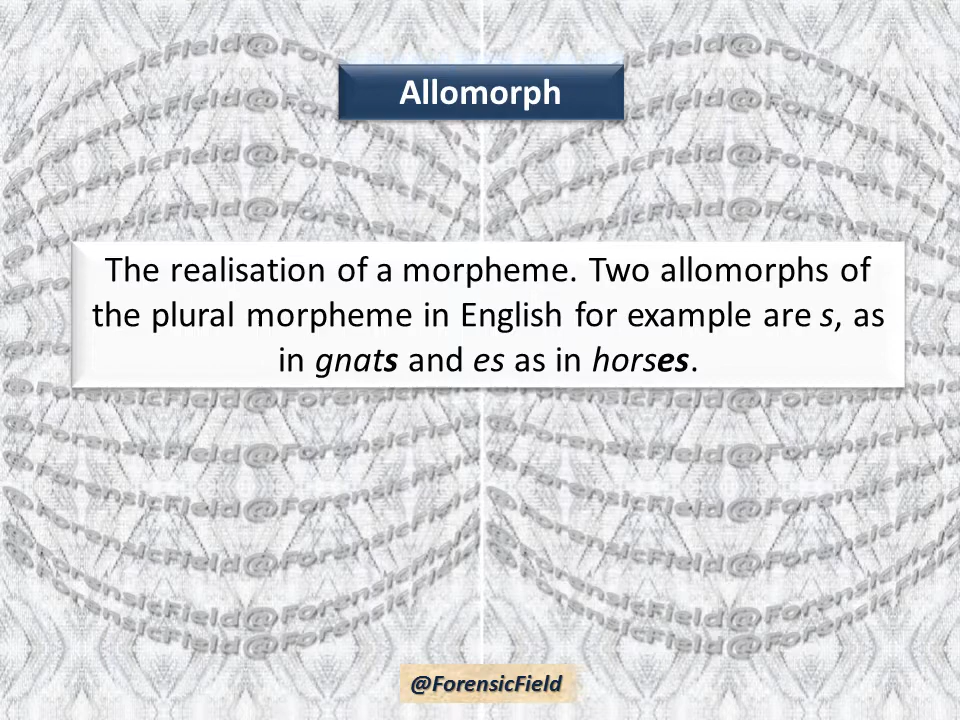 Allomorph
The realisation of a morpheme. Two allomorphs of
the plural morpheme in English for example are s, as
in gnats and es as in horses.
@ForensicField